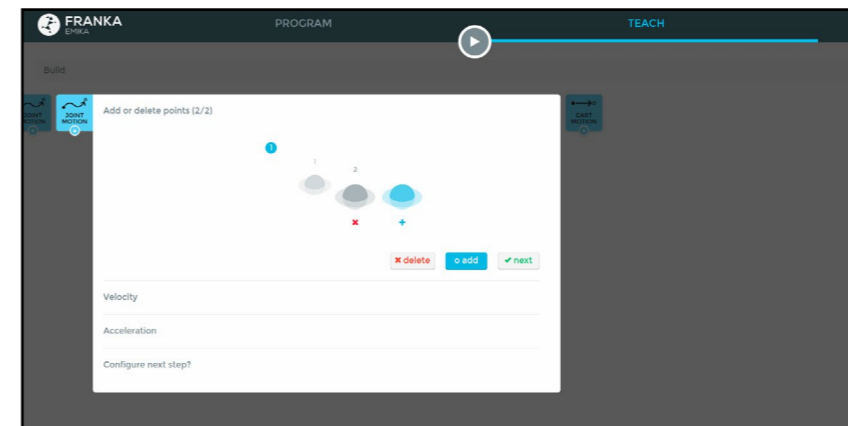 FRANKA
EMIKA
PROGRAM
TEACH
Build
JOINT
MOTION
JOINT
MOTION
Add or delete points (2/2)
CART
MOTION
1
1
2
✖ delete
o add
✔ next
Velocity
Acceleration
Configure next step?